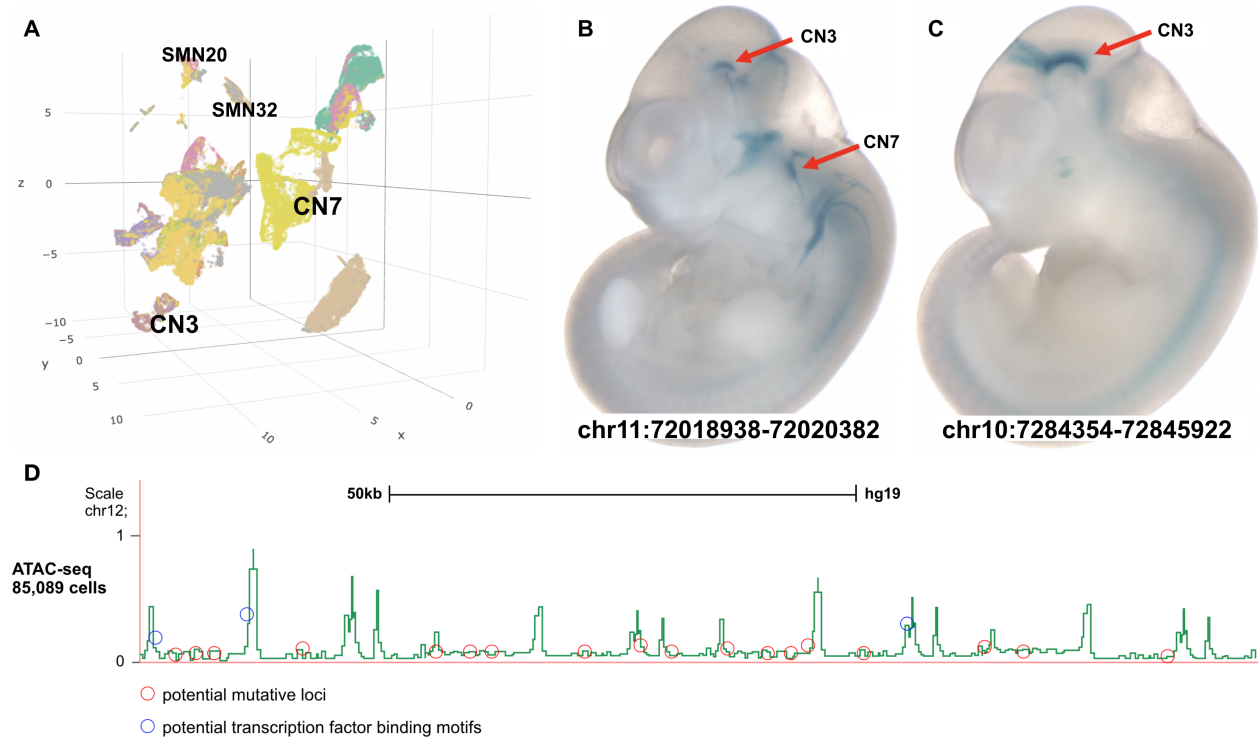 A
SMN20
SMN32
5
z
0
CN7
−5
−10
CN3
−5
y
0
5
10
10
5
x
0
B
CN3
CN7
chr11:72018938-72020382
C
CN3
chr10:7284354-72845922
D
Scale
chr12;
50kb
hg19
1
ATAC-seq
85,089 cells
0
potential mutative loci
potential transcription factor binding motifs